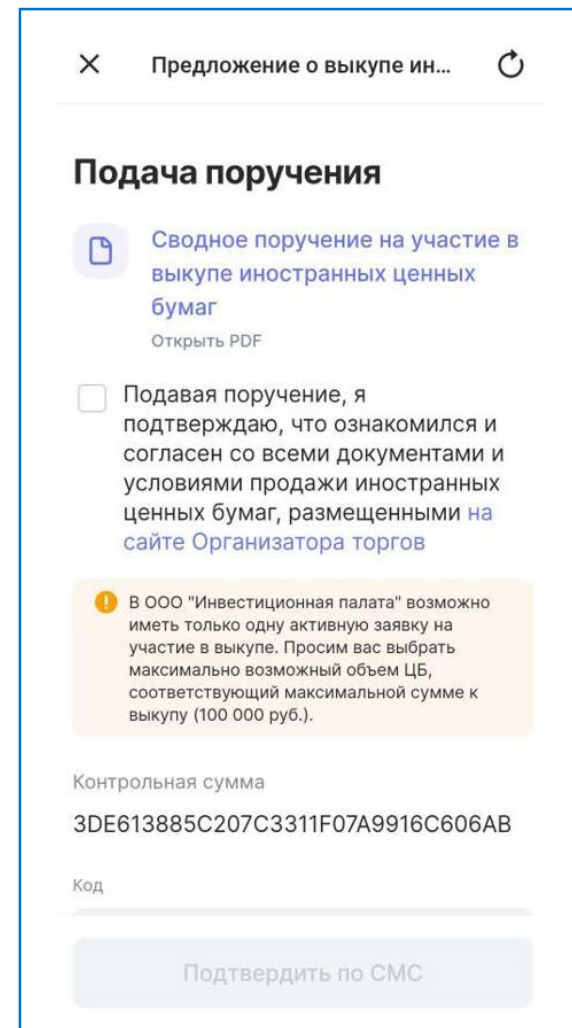 Предложение о выкупе ин...
Подача поручения
Сводное поручение на участие в
выкупе иностранных ценных
бумаг
Открыть PDF
Подавая поручение, я
подтверждаю, что ознакомился и
согласен со всеми документами и
условиями продажи иностранных
ценных бумаг, размещенными на
сайте Организатора торгов
В ООО "Инвестиционная палата" возможно
иметь только одну активную заявку на
участие в выкупе. Просим вас выбрать
максимально возможный объем ЦБ,
соответствующий максимальной сумме к
выкупу (100 000 руб.).
Контрольная сумма
3DE613885C207C3311F07A9916C606AB
Код
Подтвердить по СМС